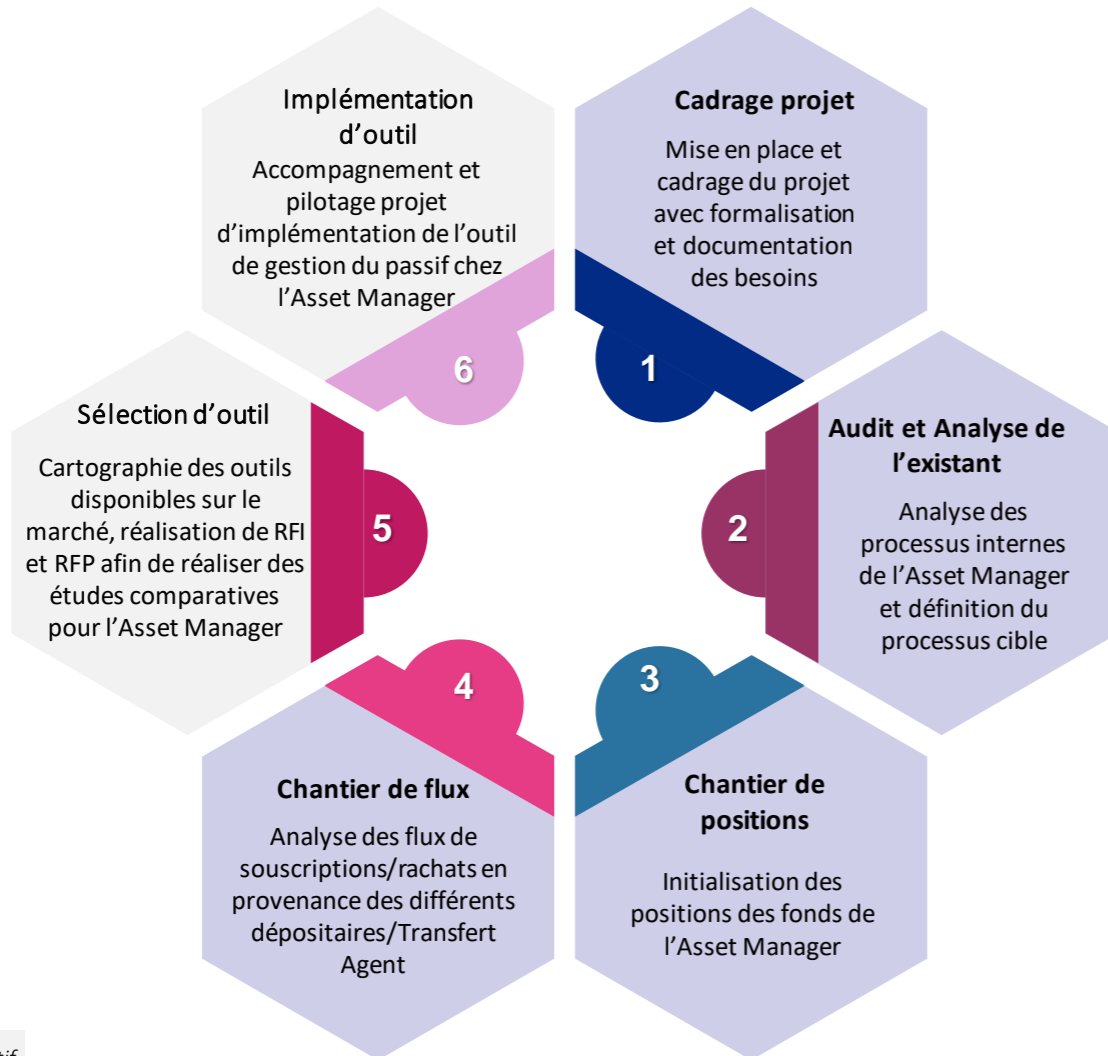 Cadrage projet
Mise en place et
cadrage du projet
avec formalisation
et documentation
des besoins
1
Audit et Analyse de
l’existant
Analyse des
processus internes
de l’Asset Manager
et définition du
processus cible
2
Chantier de
positions
Initialisation des
positions des fonds de
l’Asset Manager
3
Chantier de flux
Analyse des flux de
souscriptions/rachats en
provenance des différents
dépositaires/Transfert
Agent
4
Sélection d’outil
Cartographie des outils
disponibles sur le
marché, réalisation de RFI
et RFP afin de réaliser des
études comparatives
pour l’Asset Manager
5
Implémentation
d’outil
Accompagnement et
pilotage projet
d’implémentation de l’outil
de gestion du passif chez
l’Asset Manager
6